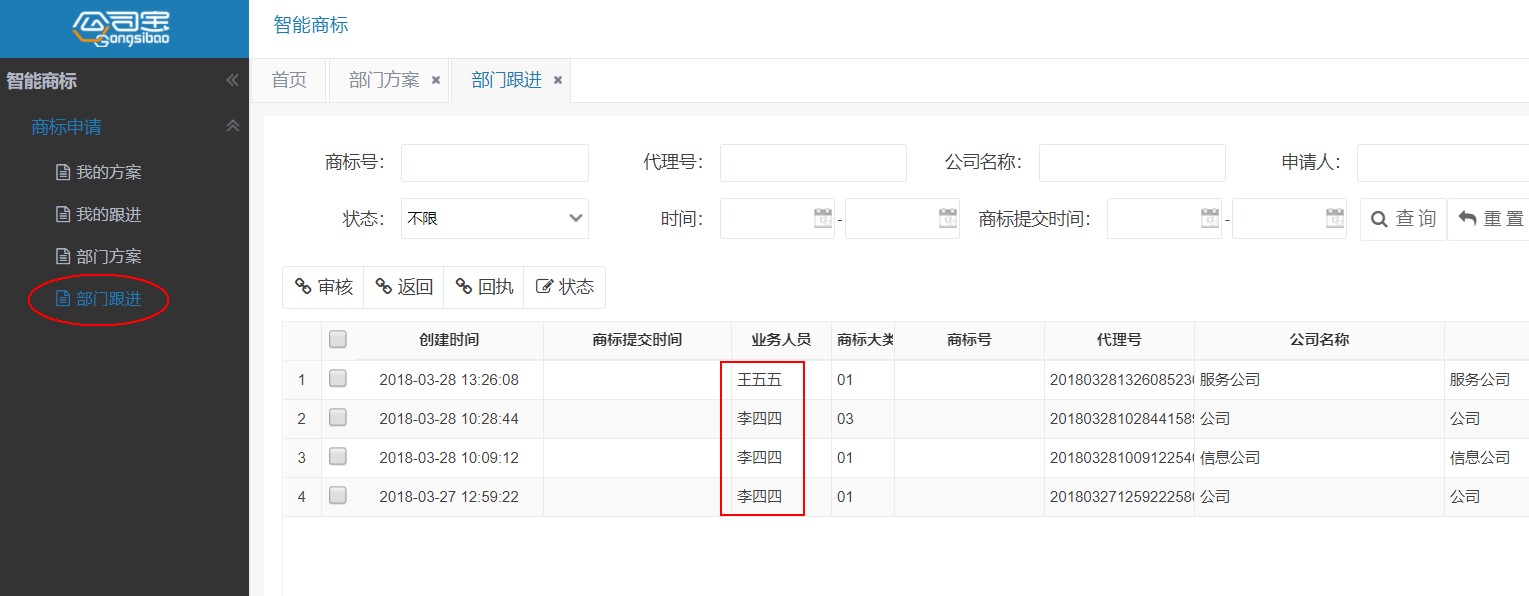 公司宝
Gongsibao
智能商标
智能商标
商标申请
我的方案
我的跟进
部门方案
部门跟进
首页 部门方案 × 部门跟进 ×
商标号： 代理号： 公司名称： 申请人：
状态： 不限 时间： - 商标提交时间： - 查询 重置
审核 返回 回执 状态
创建时间 商标提交时间 业务人员 商标大类 商标号 代理号 公司名称
1 2018-03-28 13:26:08 王五五 01 20180328132608523 服务公司 服务公司
2 2018-03-28 10:28:44 李四四 03 20180328102844158 公司 公司
3 2018-03-28 10:09:12 李四四 01 20180328100912254 信息公司 信息公司
4 2018-03-27 12:59:22 李四四 01 20180327125922258 公司 公司